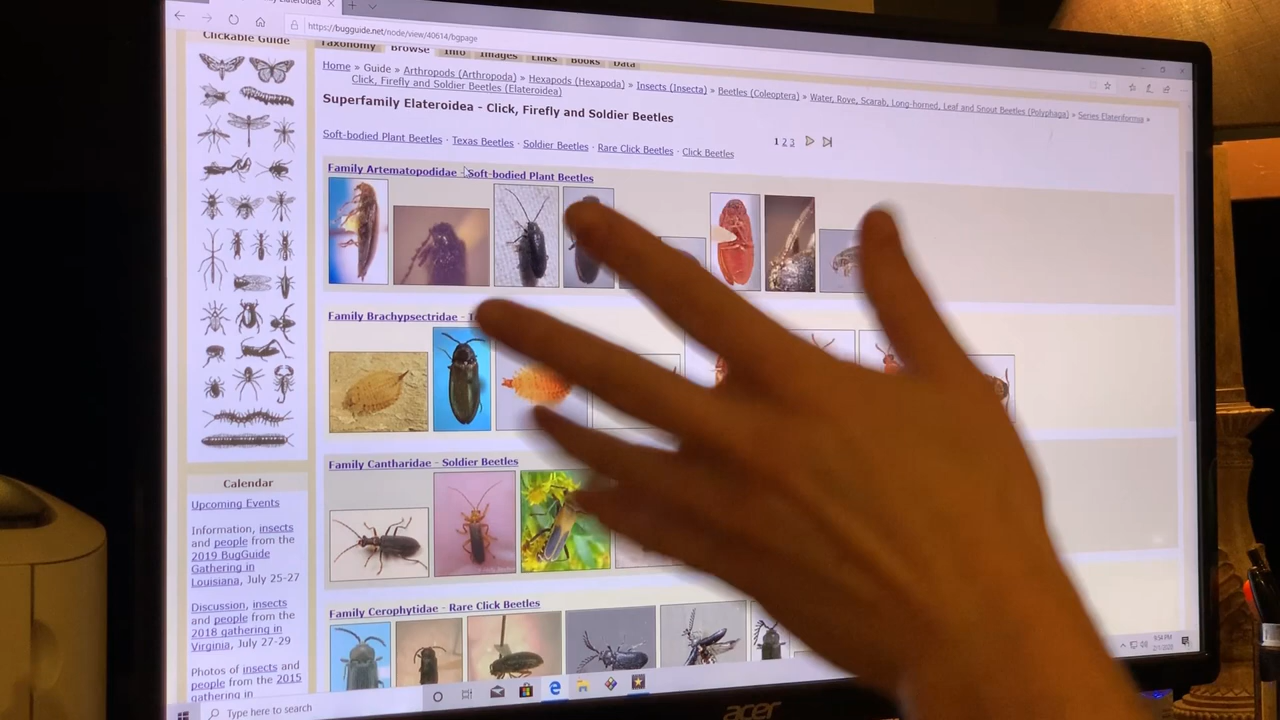 https://bugguide.net/node/view/40614/bgpage
Clickable Guide
Taxonomy Browse Info Images Links Books Data
Home » Guide » Arthropods (Arthropoda) » Hexapods (Hexapoda) » Insects (Insecta) » Beetles (Coleoptera) » Water, Rove, Scarab, Long-horned, Leaf and Snout Beetles (Polyphaga) » Series Elateriformia »
Click, Firefly and Soldier Beetles (Elateroidea)
Superfamily Elateroidea - Click, Firefly and Soldier Beetles
Soft-bodied Plant Beetles · Texas Beetles · Soldier Beetles · Rare Click Beetles · Click Beetles
1 2 3
Family Artematopodidae - Soft-bodied Plant Beetles
Family Brachypsectridae -
Family Cantharidae - Soldier Beetles
Family Cerophytidae - Rare Click Beetles
Calendar
Upcoming Events
Information, insects
and people from the
2019 BugGuide
Gathering in
Louisiana, July 25-27
Discussion, insects
and people from the
2018 gathering in
Virginia, July 27-29
Photos of insects and
people from the 2015
gathering in
Type here to search
9:54 PM
acer